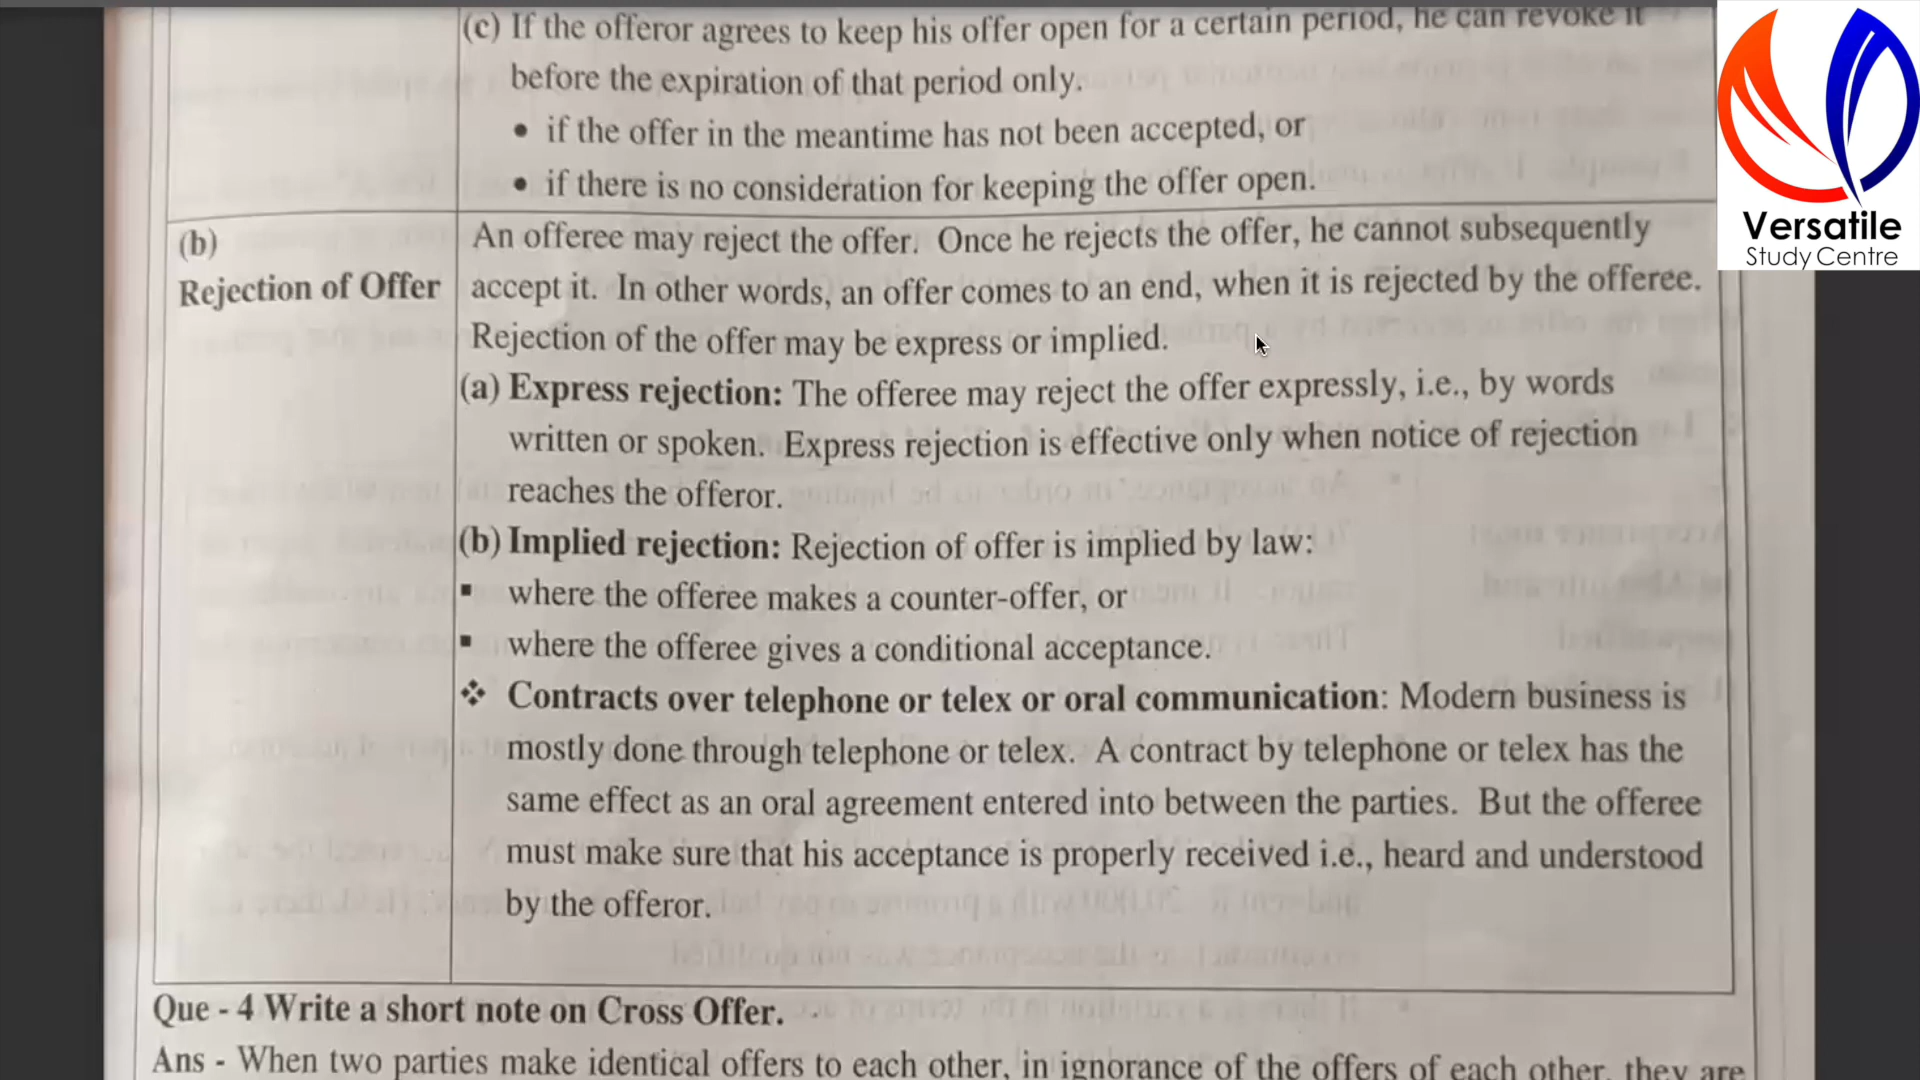 (c) If the offeror agrees to keep his offer open for a certain period, he can revoke it
before the expiration of that period only.
• if the offer in the meantime has not been accepted, or
• if there is no consideration for keeping the offer open.
Versatile
Study Centre
(b)
Rejection of Offer
An offeree may reject the offer. Once he rejects the offer, he cannot subsequently
accept it. In other words, an offer comes to an end, when it is rejected by the offeree.
Rejection of the offer may be express or implied.
(a) Express rejection: The offeree may reject the offer expressly, i.e., by words
written or spoken. Express rejection is effective only when notice of rejection
reaches the offeror.
(b) Implied rejection: Rejection of offer is implied by law:
▪ where the offeree makes a counter-offer, or
▪ where the offeree gives a conditional acceptance.
❖ Contracts over telephone or telex or oral communication: Modern business is
mostly done through telephone or telex. A contract by telephone or telex has the
same effect as an oral agreement entered into between the parties. But the offeree
must make sure that his acceptance is properly received i.e., heard and understood
by the offeror.
Que - 4 Write a short note on Cross Offer.
Ans - When two parties make identical offers to each other, in ignorance of the offers of each other, they are